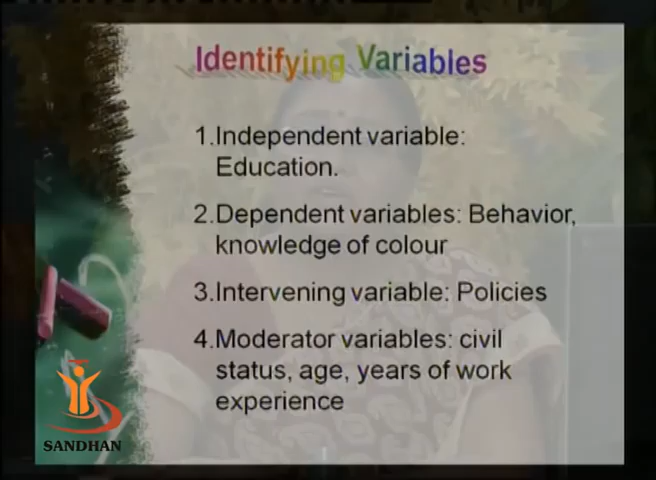 Identifying Variables
1.Independent variable:
Education.
2.Dependent variables: Behavior,
knowledge of colour
3.Intervening variable: Policies
4.Moderator variables: civil
status, age, years of work
experience
SANDHAN